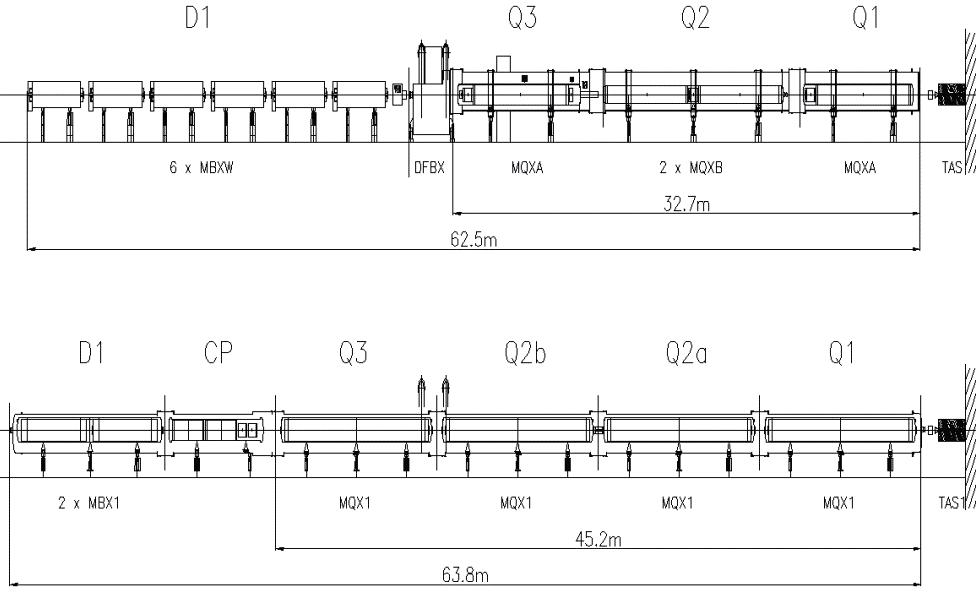 D1 Q3 Q2 Q1
6 x MBXW DFBX MQXA 2 x MQXB MQXA TAS
32.7m
62.5m
D1 CP Q3 Q2b Q2a Q1
2 x MBX1 MQX1 MQX1 MQX1 MQX1 TAS1
45.2m
63.8m